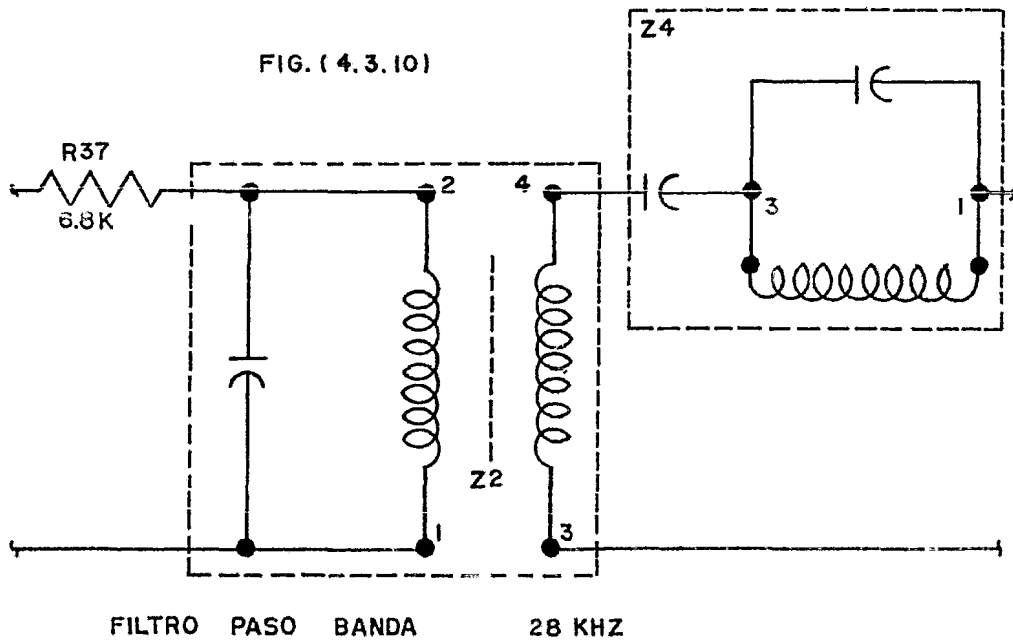 Z4
FIG. (4.3.10)
R37
6.8K
2
4
3
1
Z2
1
3
FILTRO PASO BANDA 28 KHZ